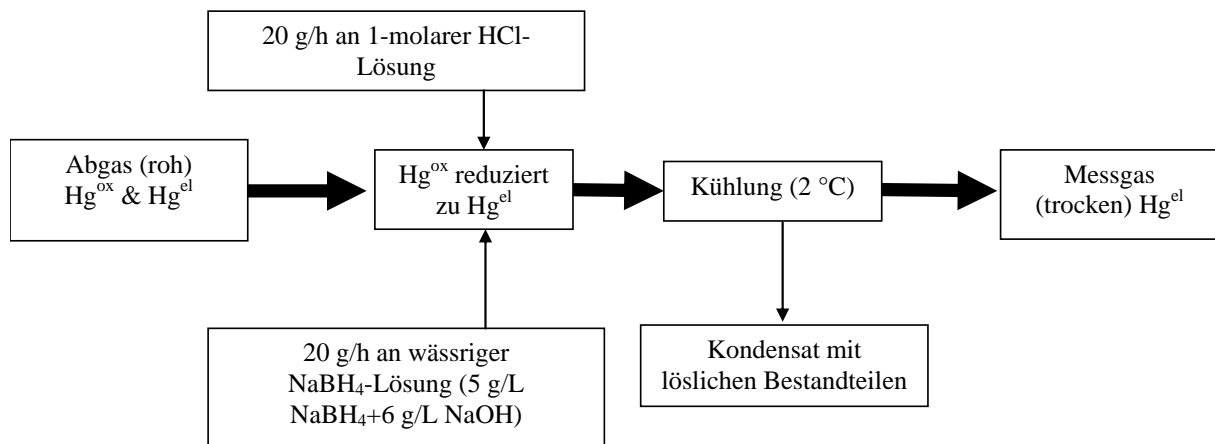 20 g/h an 1-molarer HCl-
Lösung
Abgas (roh)
Hg^ox & Hg^el
Hg^ox reduziert
zu Hg^el
Kühlung (2 °C)
Messgas
(trocken) Hg^el
20 g/h an wässriger
NaBH₄-Lösung (5 g/L
NaBH₄+6 g/L NaOH)
Kondensat mit
löslichen Bestandteilen